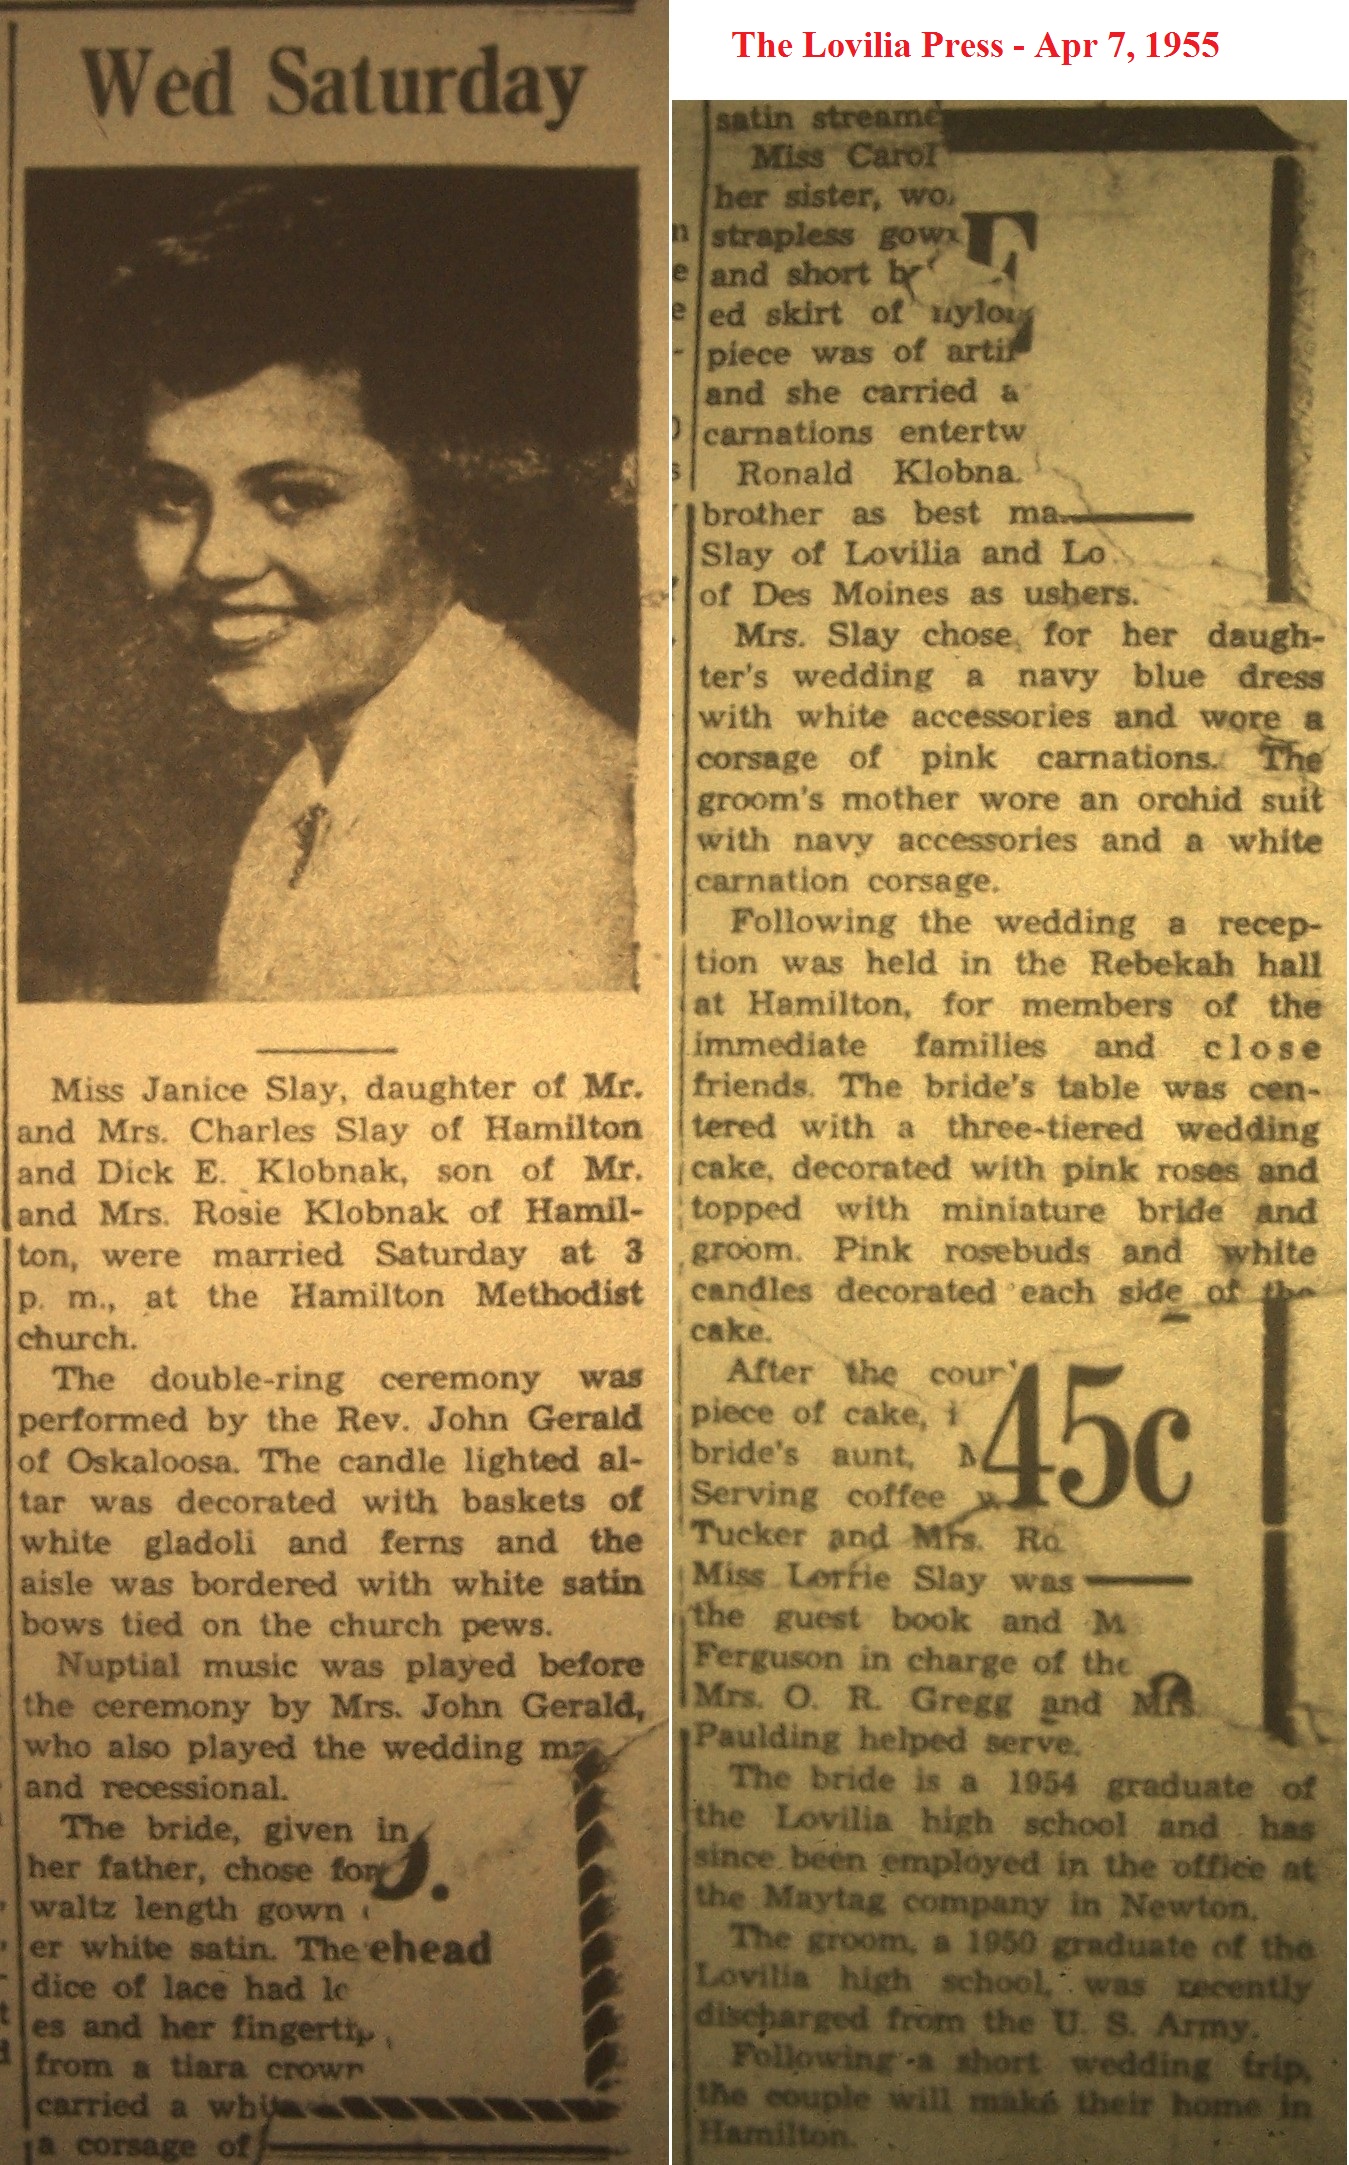 Wed Saturday
Miss Janice Slay, daughter of Mr.
and Mrs. Charles Slay of Hamilton
and Dick E. Klobnak, son of Mr.
and Mrs. Rosie Klobnak of Hamil-
ton, were married Saturday at 3
p. m., at the Hamilton Methodist
church.
The double-ring ceremony was
performed by the Rev. John Gerald
of Oskaloosa. The candle lighted al-
tar was decorated with baskets of
white gladoli and ferns and the
aisle was bordered with white satin
bows tied on the church pews.
Nuptial music was played before
the ceremony by Mrs. John Gerald,
who also played the wedding
and recessional.
The bride, given in
her father, chose for
waltz length gown
er white satin. The ehead
dice of lace had
es and her fingertip
from a tiara crown
carried a
a corsage of
The Lovilia Press - Apr 7, 1955
satin
Miss Carol
her sister,
strapless gown
and short
ed skirt of
piece was of
and she carried a
carnations
Ronald
brother as best
Slay of Lovilia and
of Des Moines as ushers.
Mrs. Slay chose for her daugh-
ter's wedding a navy blue dress
with white accessories and wore a
corsage of pink carnations. The
groom's mother wore an orchid suit
with navy accessories and a white
carnation corsage.
Following the wedding a recep-
tion was held in the Rebekah hall
at Hamilton, for members of the
immediate families and close
friends. The bride's table was cen-
tered with a three-tiered wedding
cake, decorated with pink roses and
topped with miniature bride and
groom. Pink rosebuds and white
candles decorated each side of the
cake.
After the
piece of cake,
bride's aunt,
45c
Serving coffee
Tucker and Mrs.
Miss Lorrie Slay was
the guest book and
Ferguson in charge of the
Mrs. O. R. Gregg and Mrs.
Paulding helped serve.
The bride is a 1954 graduate of
the Lovilia high school and has
since been employed in the office at
the Maytag company in Newton.
The groom, a 1950 graduate of the
Lovilia high school, was recently
discharged from the U. S. Army.
Following a short wedding trip,
the couple will make their home in
Hamilton.